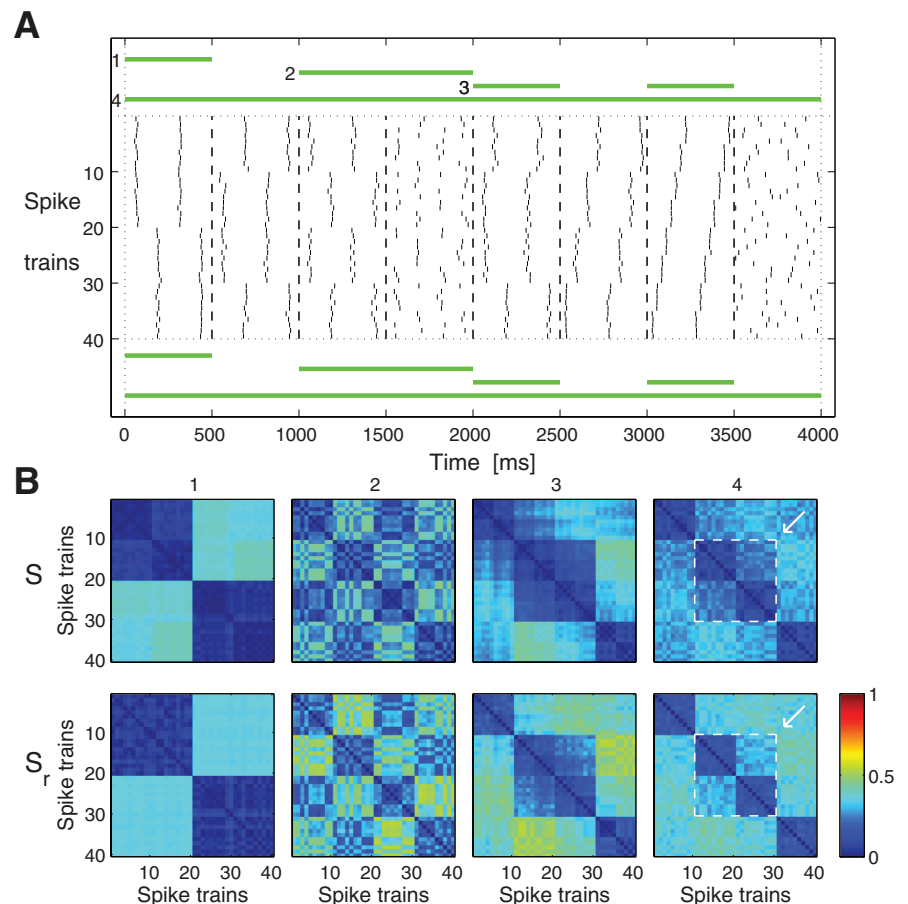 A
1
2
3
4
Spike
trains
10
20
30
40
0 500 1000 1500 2000 2500 3000 3500 4000
Time [ms]
B
1 2 3 4
S
Spike trains
10
20
30
40
S
r
Spike trains
10
20
30
40
10 20 30 40 10 20 30 40 10 20 30 40 10 20 30 40
Spike trains Spike trains Spike trains Spike trains
1
0.5
0